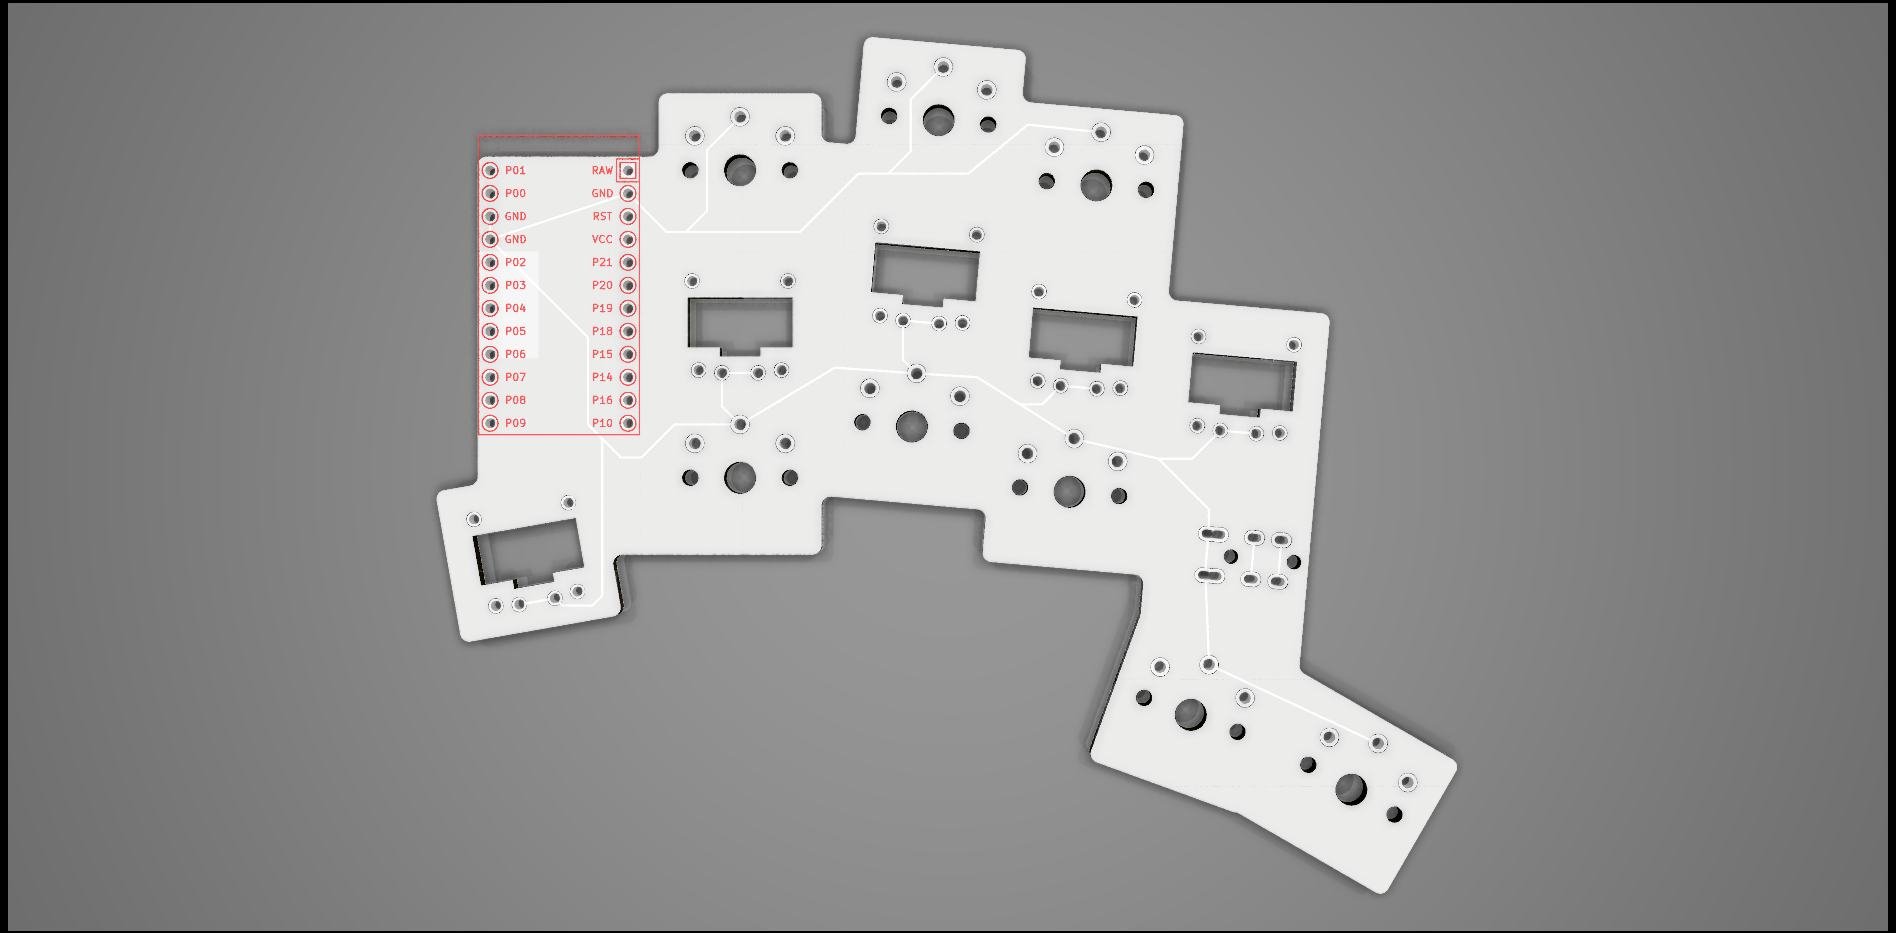 P01 RAW
P00 GND
GND RST
GND VCC
P02 P21
P03 P20
P04 P19
P05 P18
P06 P15
P07 P14
P08 P16
P09 P10